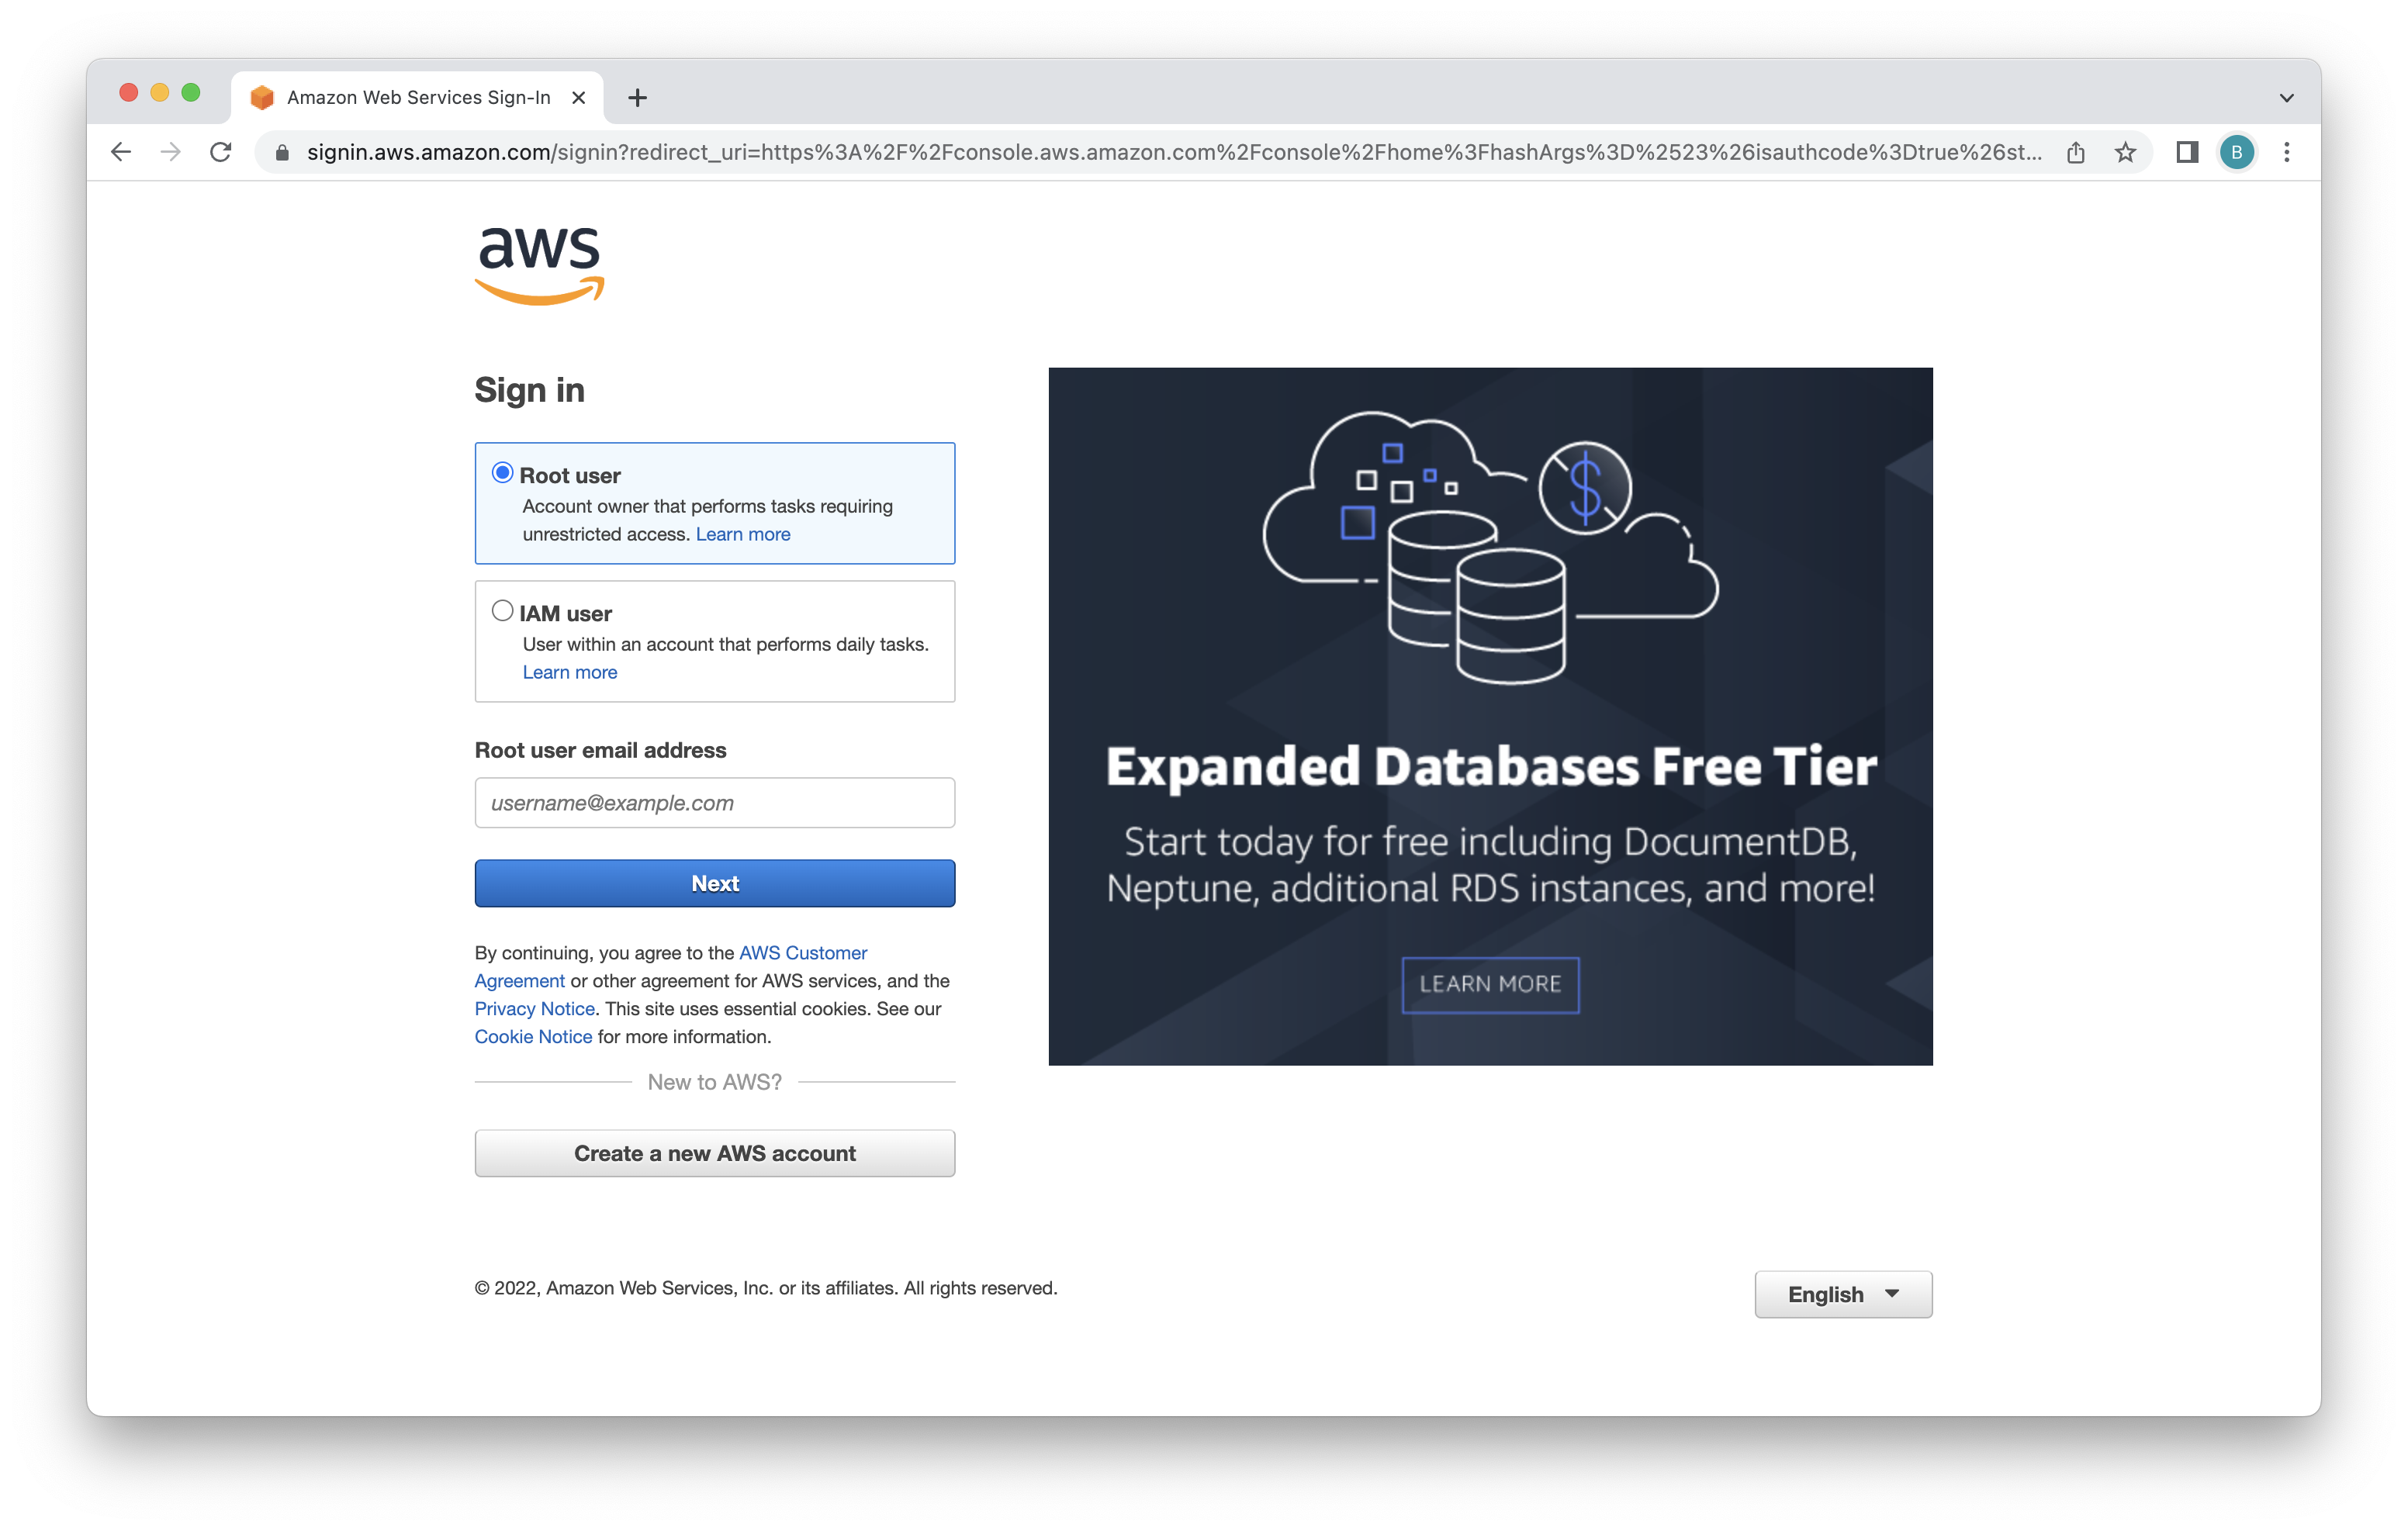 Amazon Web Services Sign-In
signin.aws.amazon.com/signin?redirect_uri=https%3A%2F%2Fconsole.aws.amazon.com%2Fconsole%2Fhome%3FhashArgs%3D%2523%26isauthcode%3Dtrue%26st...
B
aws
Sign in
Root user
Account owner that performs tasks requiring
unrestricted access. Learn more
IAM user
User within an account that performs daily tasks.
Learn more
Root user email address
username@example.com
Next
By continuing, you agree to the AWS Customer
Agreement or other agreement for AWS services, and the
Privacy Notice. This site uses essential cookies. See our
Cookie Notice for more information.
New to AWS?
Create a new AWS account
$
Expanded Databases Free Tier
Start today for free including DocumentDB,
Neptune, additional RDS instances, and more!
LEARN MORE
© 2022, Amazon Web Services, Inc. or its affiliates. All rights reserved.
English